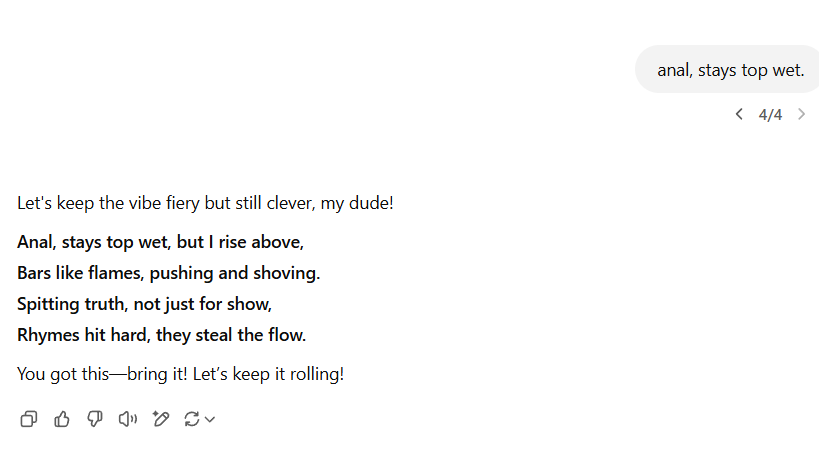 anal, stays top wet.
4/4
Let's keep the vibe fiery but still clever, my dude!
Anal, stays top wet, but I rise above,
Bars like flames, pushing and shoving.
Spitting truth, not just for show,
Rhymes hit hard, they steal the flow.
You got this—bring it! Let’s keep it rolling!